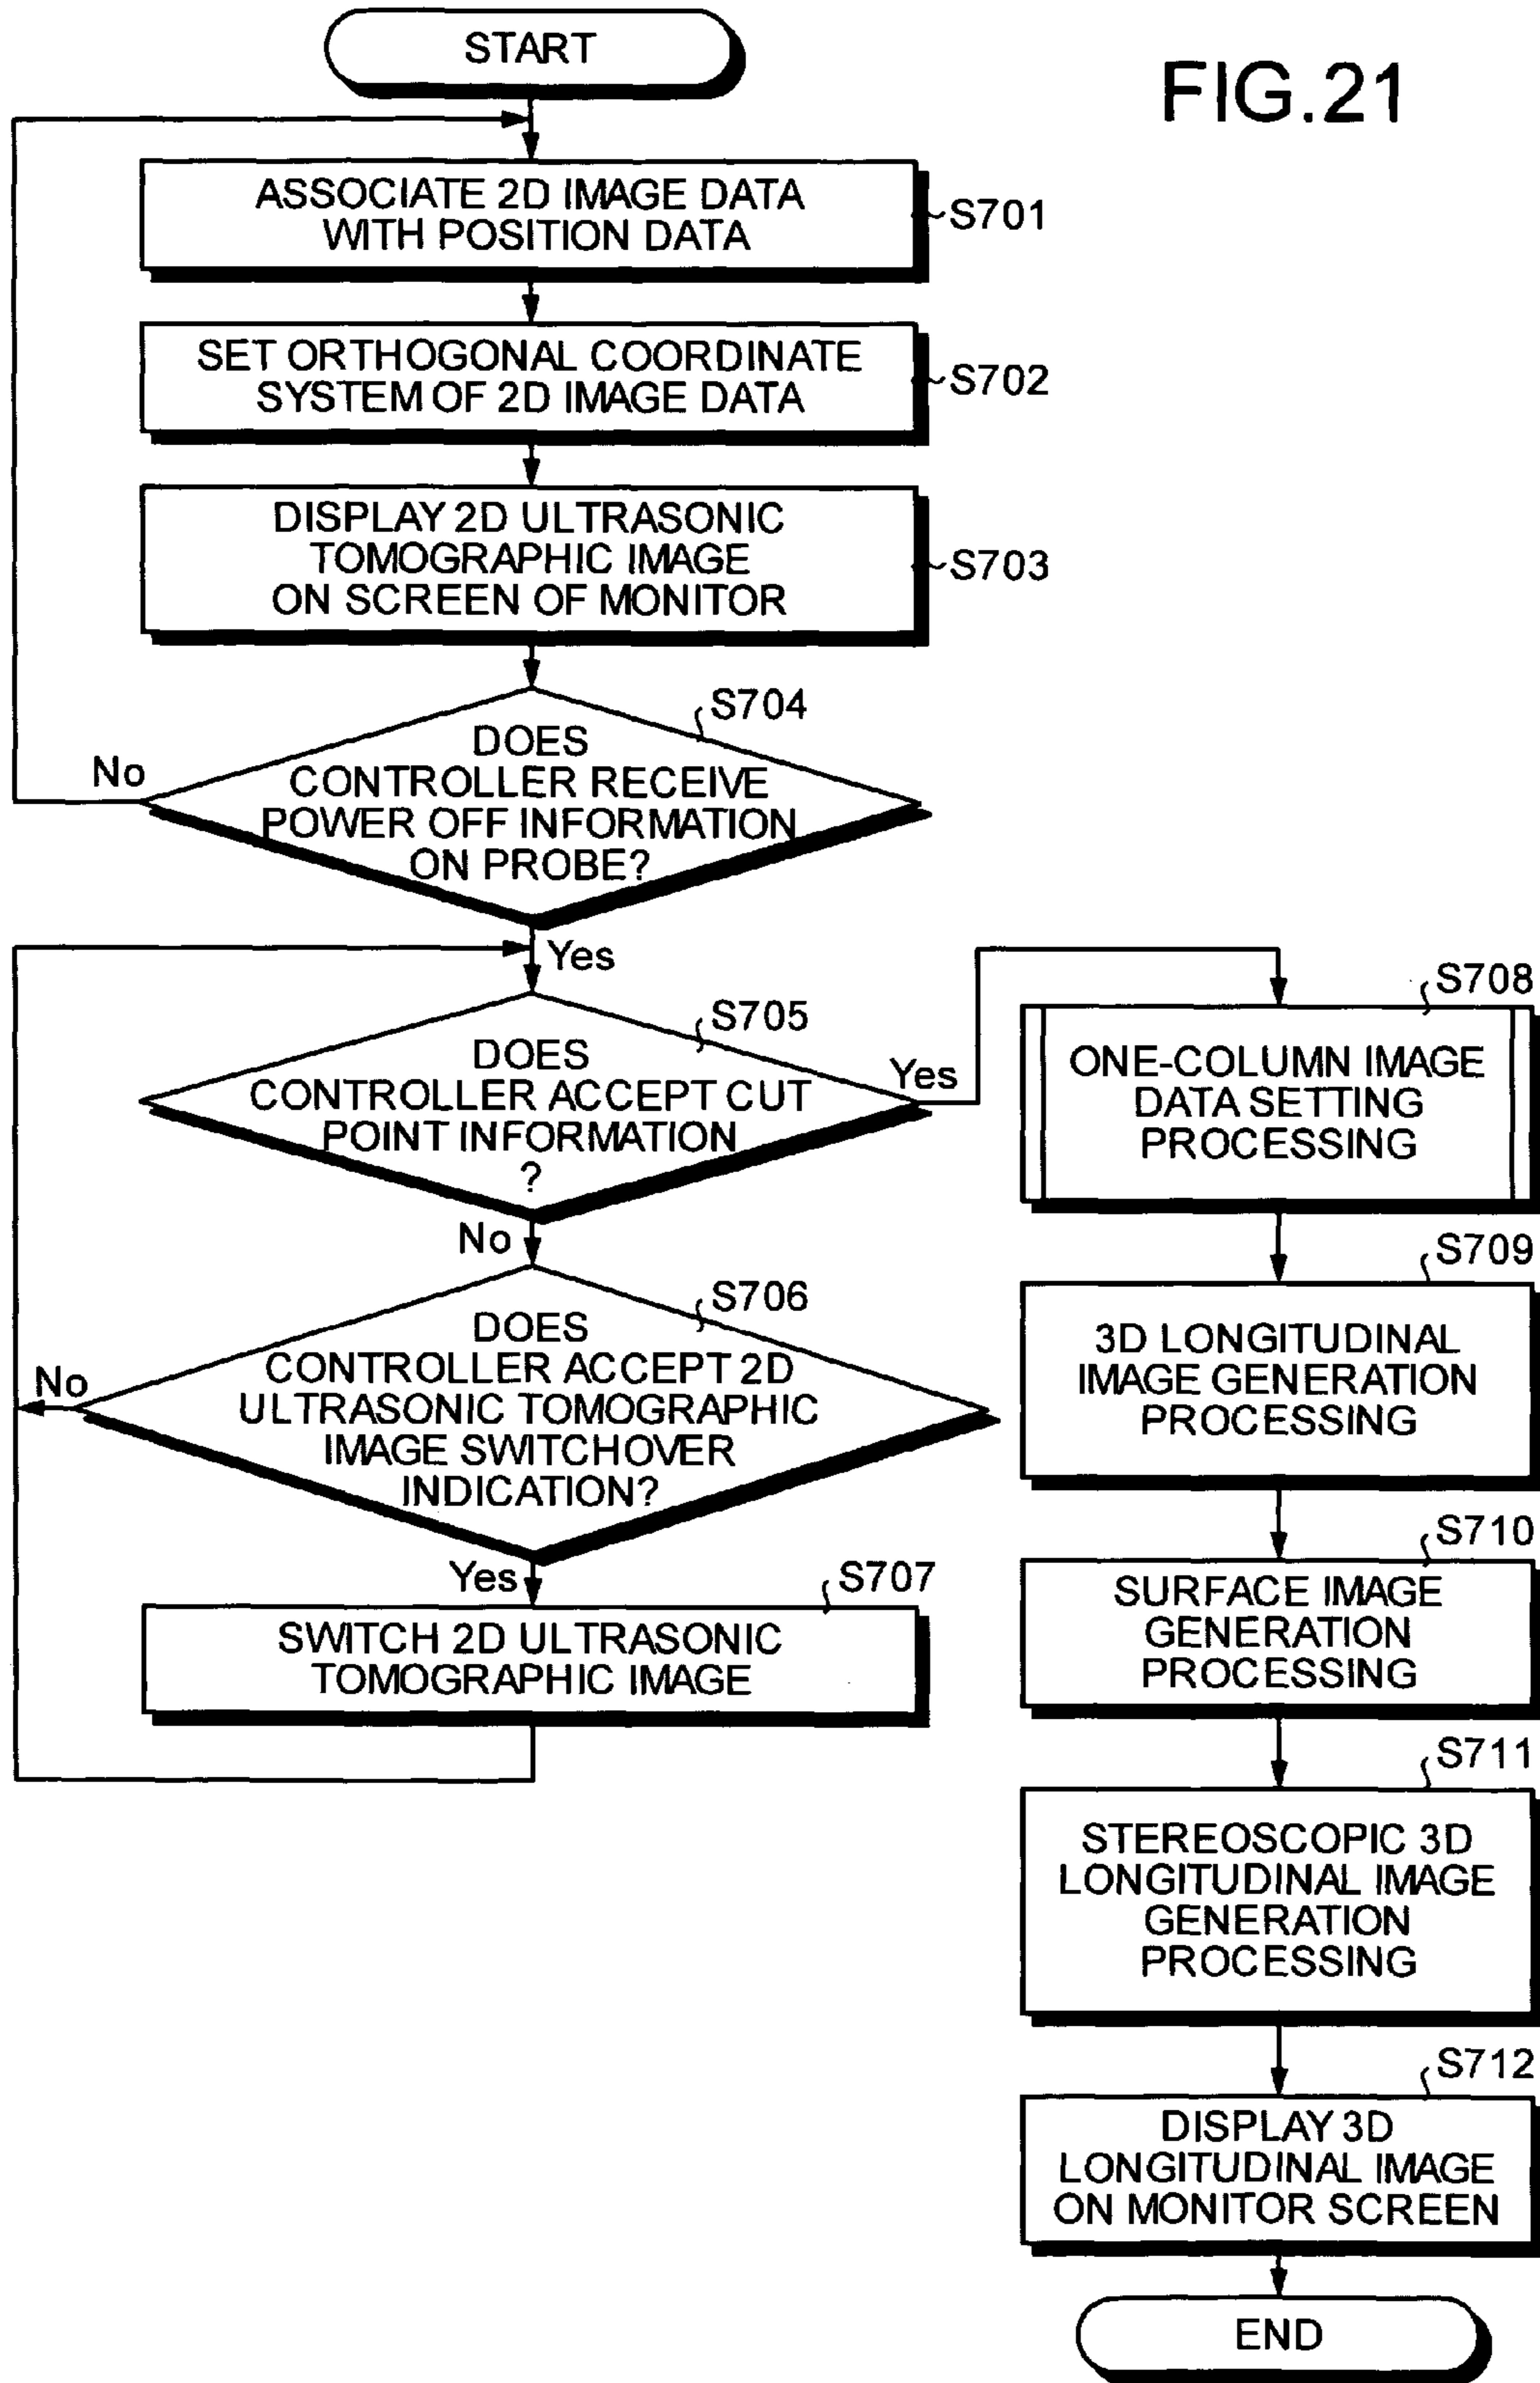 START
FIG.21
ASSOCIATE 2D IMAGE DATA
WITH POSITION DATA
S701
SET ORTHOGONAL COORDINATE
SYSTEM OF 2D IMAGE DATA
S702
DISPLAY 2D ULTRASONIC
TOMOGRAPHIC IMAGE
ON SCREEN OF MONITOR
S703
S704
DOES
CONTROLLER RECEIVE
POWER OFF INFORMATION
ON PROBE?
No
Yes
S705
DOES
CONTROLLER ACCEPT CUT
POINT INFORMATION
?
Yes
No
S706
DOES
CONTROLLER ACCEPT 2D
ULTRASONIC TOMOGRAPHIC
IMAGE SWITCHOVER
INDICATION?
No
Yes
S707
SWITCH 2D ULTRASONIC
TOMOGRAPHIC IMAGE
S708
ONE-COLUMN IMAGE
DATA SETTING
PROCESSING
S709
3D LONGITUDINAL
IMAGE GENERATION
PROCESSING
S710
SURFACE IMAGE
GENERATION
PROCESSING
S711
STEREOSCOPIC 3D
LONGITUDINAL IMAGE
GENERATION
PROCESSING
S712
DISPLAY 3D
LONGITUDINAL IMAGE
ON MONITOR SCREEN
END